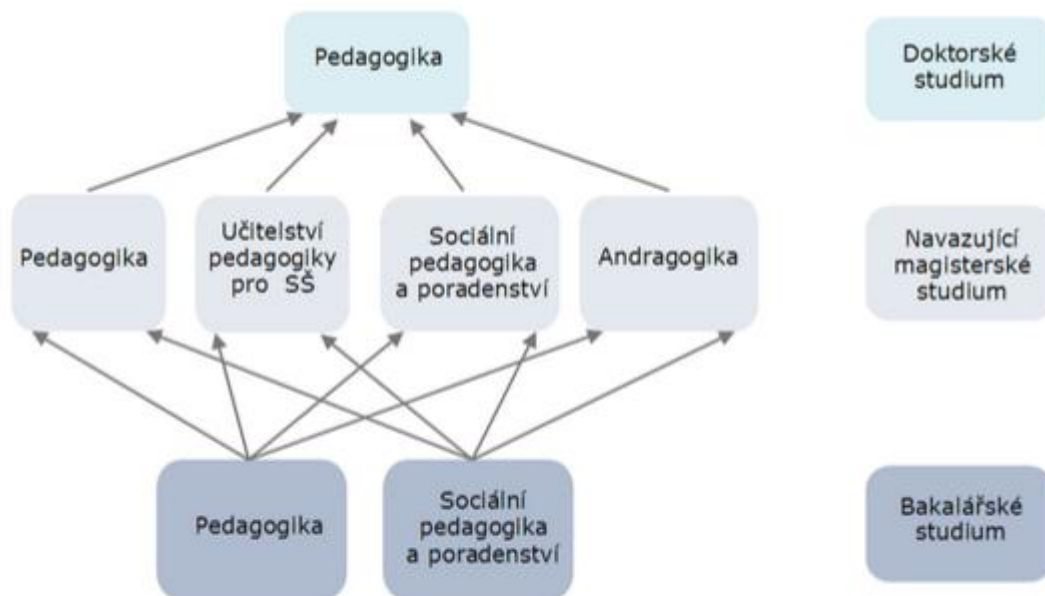 Pedagogika
Doktorské
studium
Pedagogika
Učitelství
pedagogiky
pro SŠ
Sociální
pedagogika
a poradenství
Andragogika
Navazující
magisterské
studium
Pedagogika
Sociální
pedagogika
a poradenství
Bakalářské
studium